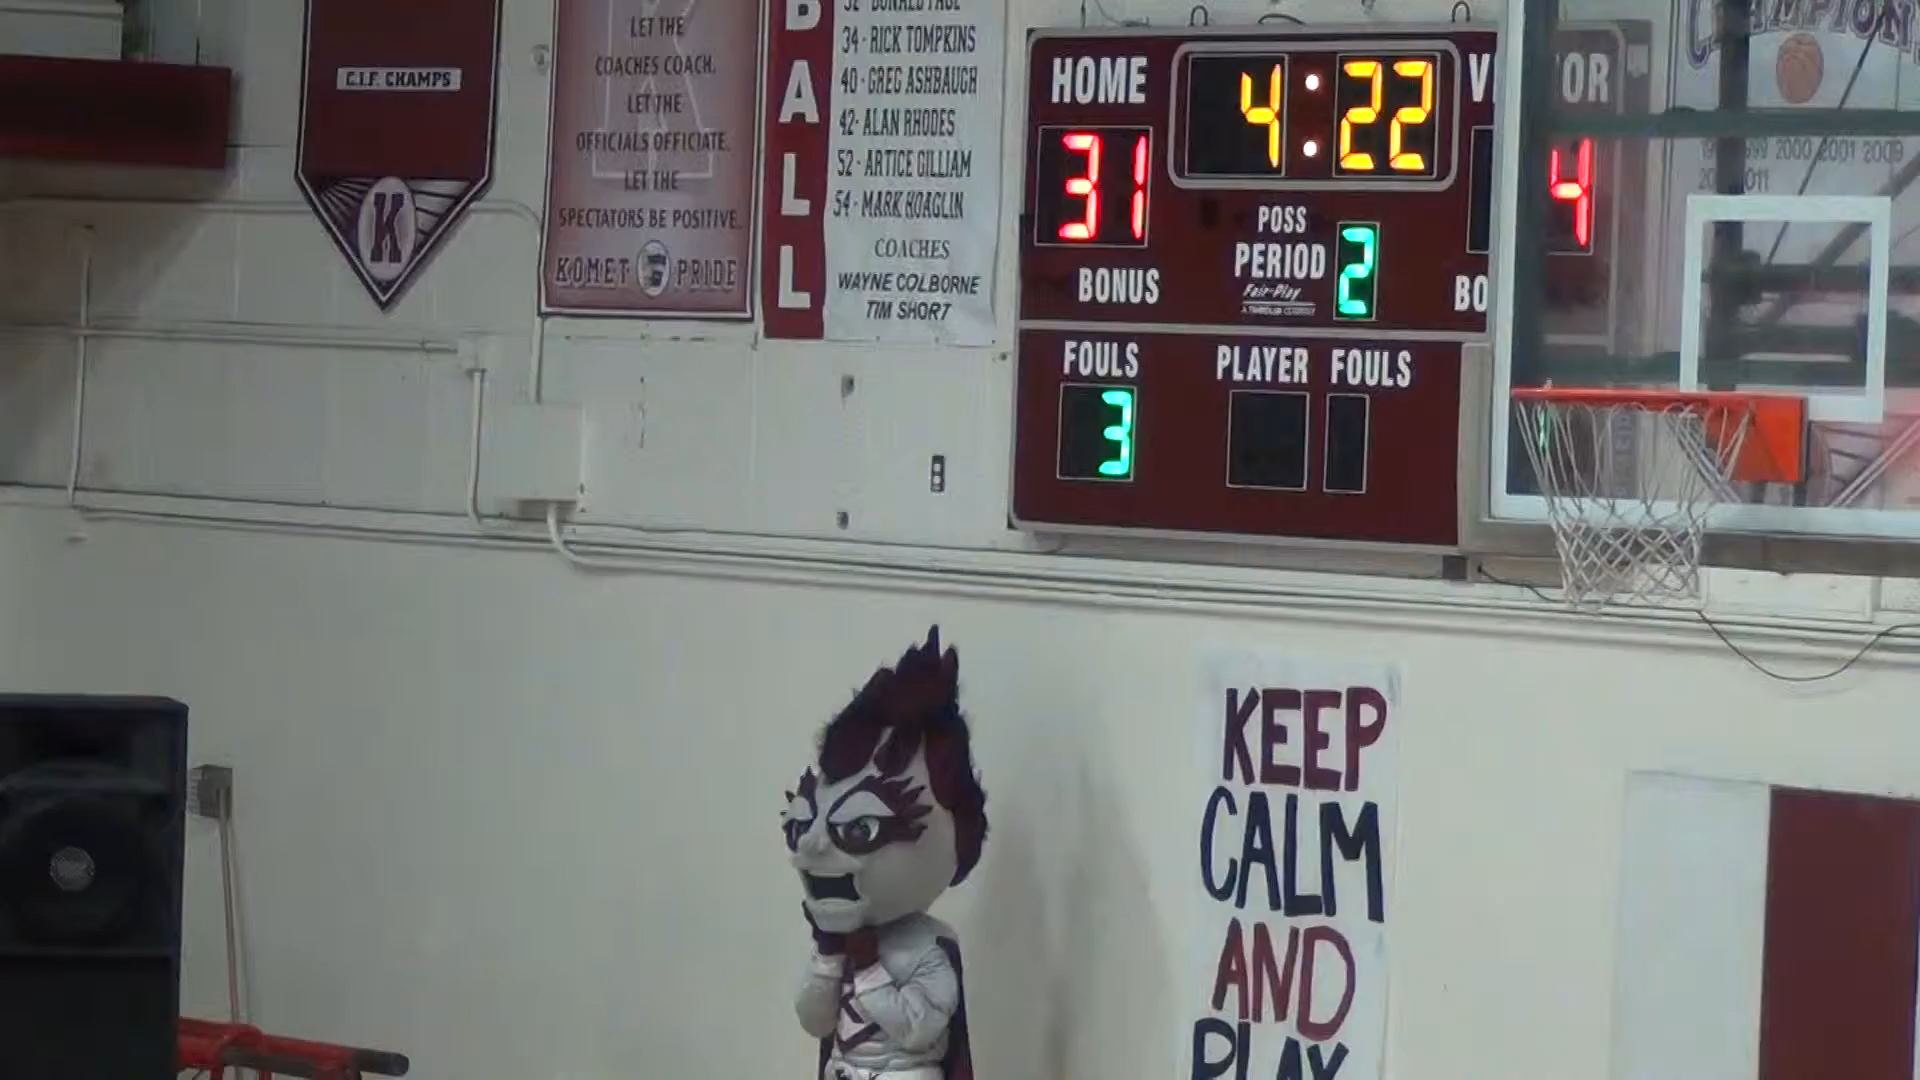 C.I.F. CHAMPS
K
LET THE
COACHES COACH.
LET THE
OFFICIALS OFFICIATE.
LET THE
SPECTATORS BE POSITIVE.
KOMET PRIDE
BALL
34 - RICK TOMPKINS
40 - GREG ASHBAUGH
42 - ALAN RHODES
52 - ARTICE GILLIAM
54 - MARK HOAGLIN
COACHES
WAYNE COLBORNE
TIM SHORT
HOME
4:22
31
4
POSS
PERIOD 2
Fair-Play
BONUS
FOULS
3
PLAYER FOULS
2000 2001 2009
KEEP
CALM
AND
PLAY